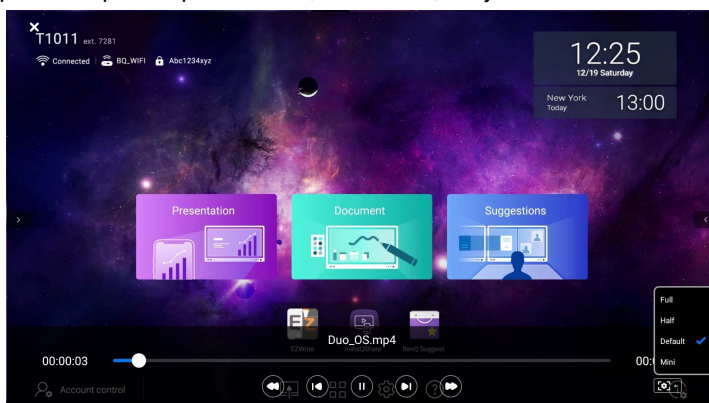 T1011 ext. 7281
Connected BQ_WIFI Abc1234xyz
12:25
12/19 Saturday
New York
Today
13:00
Presentation
Document
Suggestions
EZWrite
InstaQShare
BenQ Suggest
Duo_OS.mp4
Full
Half
Default
Mini
00:00:03
Account control